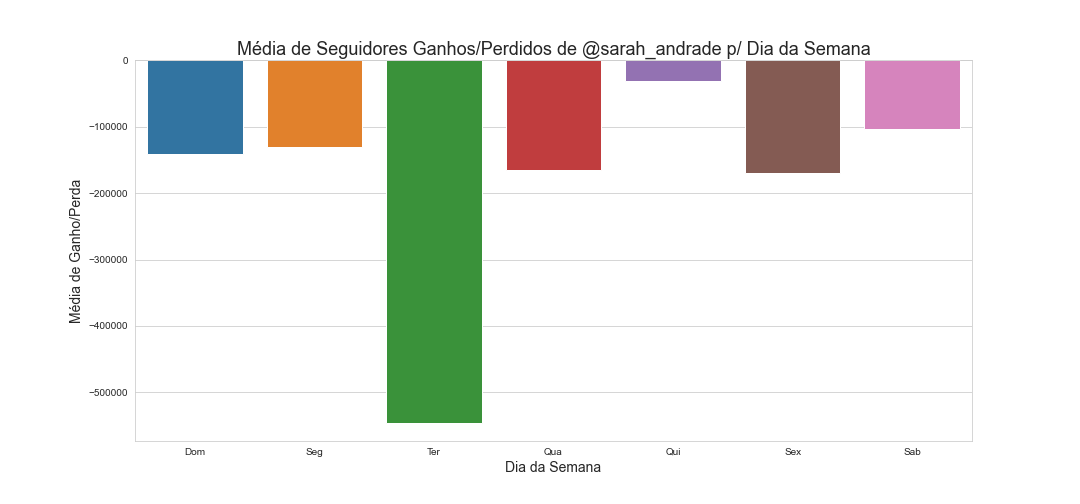 Média de Seguidores Ganhos/Perdidos de @sarah_andrade p/ Dia da Semana
0
−100000
−200000
−300000
−400000
−500000
Média de Ganho/Perda
Dom Seg Ter Qua Qui Sex Sab
Dia da Semana